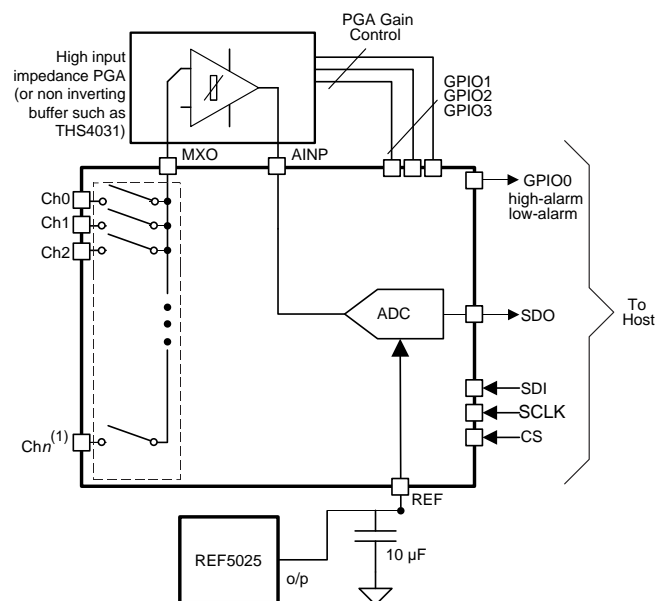 PGA Gain
Control
High input
impedance PGA
(or non inverting
buffer such as
THS4031)
GPIO1
GPIO2
GPIO3
MXO
AINP
Ch0
Ch1
Ch2
GPIO0
high-alarm
low-alarm
ADC
SDO
To
Host
SDI
SCLK
CS
Chn(1)
REF
REF5025
o/p
10 µF